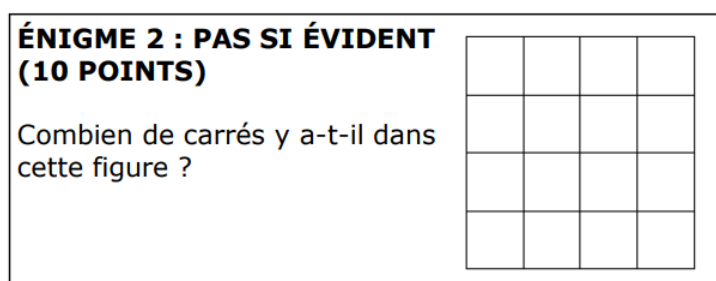 ÉNIGME 2 : PAS SI ÉVIDENT
(10 POINTS)
Combien de carrés y a-t-il dans
cette figure ?